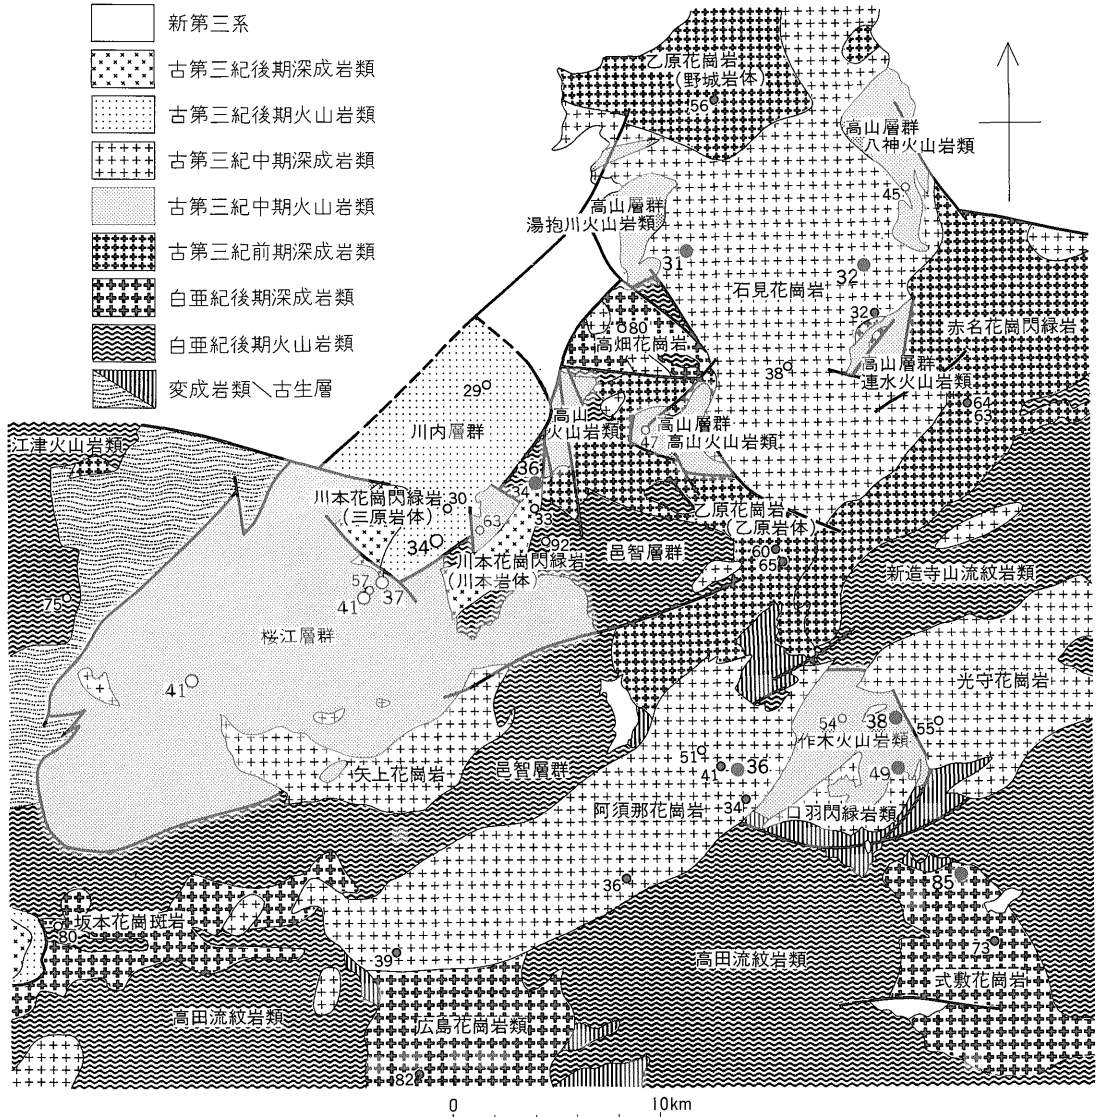 新第三系
古第三紀後期深成岩類
古第三紀後期火山岩類
古第三紀中期深成岩類
古第三紀中期火山岩類
古第三紀前期深成岩類
白亜紀後期深成岩類
白亜紀後期火山岩類
変成岩類＼古生層
乙原花崗岩
(野城岩体)
56
高山層群
八神火山岩類
45
高山層群
湯抱川火山岩類
31
32
石見花崗岩
32
赤名花崗閃緑岩
80
高畑花崗岩
38
高山層群
連水火山岩類
64
63
29
川内層群
高山
火山岩類
高山層群
高山火山岩類
47
江津火山岩類
36
34
川本花崗閃緑岩
(三原岩体)
30
63
33
34
92
川本花崗閃緑岩
(川本岩体)
乙原花崗岩
(乙原岩体)
60
65
邑智層群
新造寺山流紋岩類
57
37
41
75
桜江層群
41
光守花崗岩
54
38
55
作木火山岩類
51
41
36
49
矢上花崗岩
邑智層群
阿須那花崗岩
34
口羽閃緑岩類
36
85
坂本花崗斑岩
80
39
高田流紋岩類
73
式敷花崗岩
高田流紋岩類
広島花崗岩類
82
0 10km